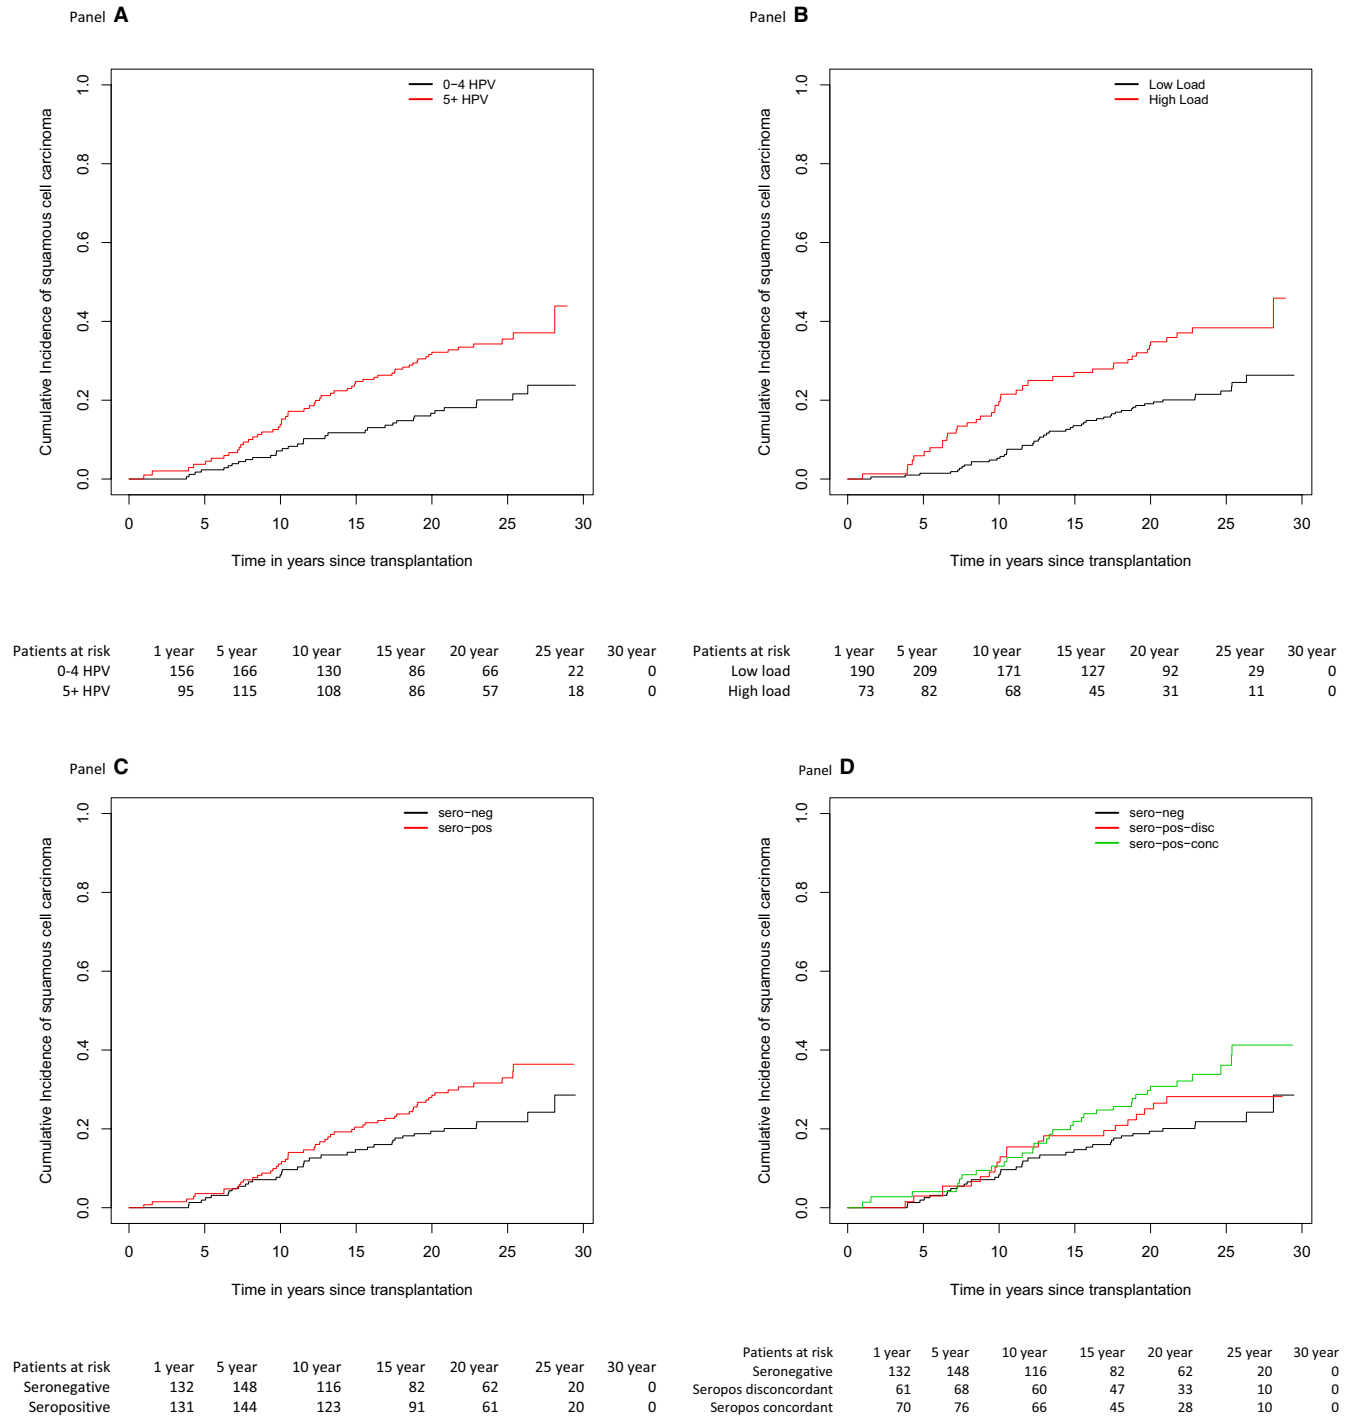 Panel A
0−4 HPV
5+ HPV
Cumulative Incidence of squamous cell carcinoma
1.0
0.8
0.6
0.4
0.2
0.0
0 5 10 15 20 25 30
Time in years since transplantation
Patients at risk 1 year 5 year 10 year 15 year 20 year 25 year 30 year
0-4 HPV 156 166 130 86 66 22 0
5+ HPV 95 115 108 86 57 18 0
Panel B
Low Load
High Load
Cumulative Incidence of squamous cell carcinoma
1.0
0.8
0.6
0.4
0.2
0.0
0 5 10 15 20 25 30
Time in years since transplantation
Patients at risk 1 year 5 year 10 year 15 year 20 year 25 year 30 year
Low load 190 209 171 127 92 29 0
High load 73 82 68 45 31 11 0
Panel C
sero−neg
sero−pos
Cumulative Incidence of squamous cell carcinoma
1.0
0.8
0.6
0.4
0.2
0.0
0 5 10 15 20 25 30
Time in years since transplantation
Patients at risk 1 year 5 year 10 year 15 year 20 year 25 year 30 year
Seronegative 132 148 116 82 62 20 0
Seropositive 131 144 123 91 61 20 0
Panel D
sero−neg
sero−pos−disc
sero−pos−conc
Cumulative Incidence of squamous cell carcinoma
1.0
0.8
0.6
0.4
0.2
0.0
0 5 10 15 20 25 30
Time in years since transplantation
Patients at risk 1 year 5 year 10 year 15 year 20 year 25 year 30 year
Seronegative 132 148 116 82 62 20 0
Seropos disconcordant 61 68 60 47 33 10 0
Seropos concordant 70 76 66 45 28 10 0